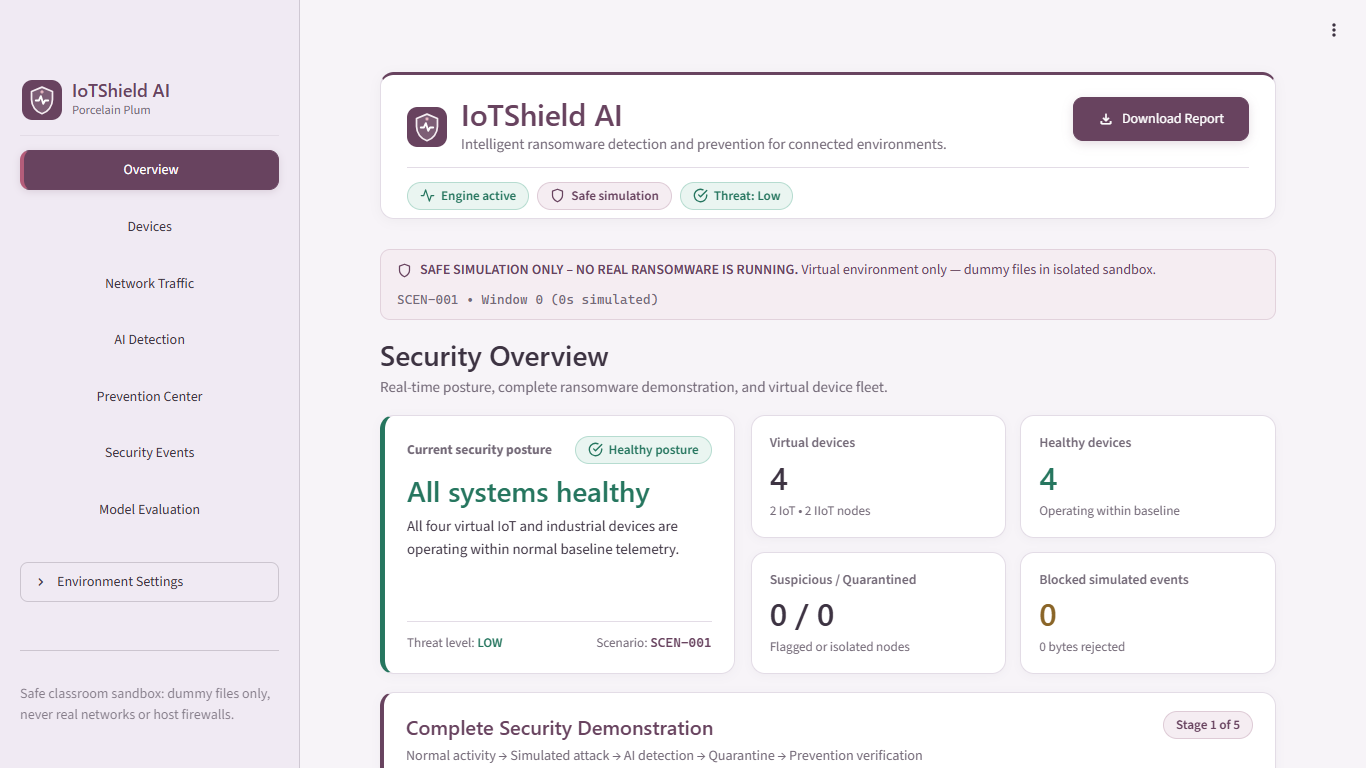 IoTShield AI
Porcelain Plum
Overview
Devices
Network Traffic
AI Detection
Prevention Center
Security Events
Model Evaluation
Environment Settings
Safe classroom sandbox: dummy files only,
never real networks or host firewalls.
IoTShield AI
Intelligent ransomware detection and prevention for connected environments.
Download Report
Engine active
Safe simulation
Threat: Low
SAFE SIMULATION ONLY – NO REAL RANSOMWARE IS RUNNING. Virtual environment only — dummy files in isolated sandbox.
SCEN-001 • Window 0 (0s simulated)
Security Overview
Real-time posture, complete ransomware demonstration, and virtual device fleet.
Current security posture
Healthy posture
All systems healthy
All four virtual IoT and industrial devices are
operating within normal baseline telemetry.
Threat level: LOW
Scenario: SCEN-001
Virtual devices
4
2 IoT • 2 IIoT nodes
Healthy devices
4
Operating within baseline
Suspicious / Quarantined
0 / 0
Flagged or isolated nodes
Blocked simulated events
0
0 bytes rejected
Complete Security Demonstration
Stage 1 of 5
Normal activity → Simulated attack → AI detection → Quarantine → Prevention verification